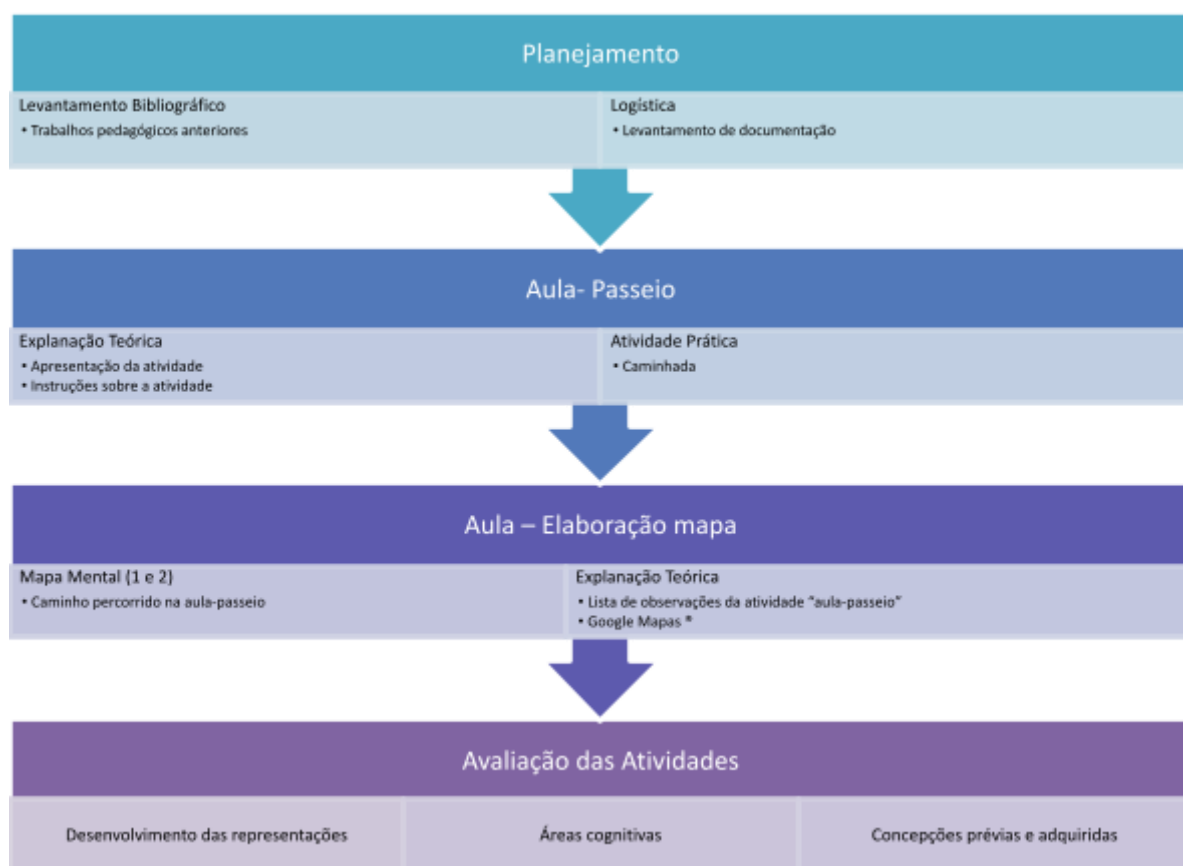 Planejamento
Levantamento Bibliográfico
• Trabalhos pedagógicos anteriores
Logística
• Levantamento de documentação
Aula- Passeio
Explanação Teórica
• Apresentação da atividade
• Instruções sobre a atividade
Atividade Prática
• Caminhada
Aula – Elaboração mapa
Mapa Mental (1 e 2)
• Caminho percorrido na aula-passeio
Explanação Teórica
• Lista de observações da atividade “aula-passeio”
• Google Mapas ®
Avaliação das Atividades
Desenvolvimento das representações
Áreas cognitivas
Concepções prévias e adquiridas